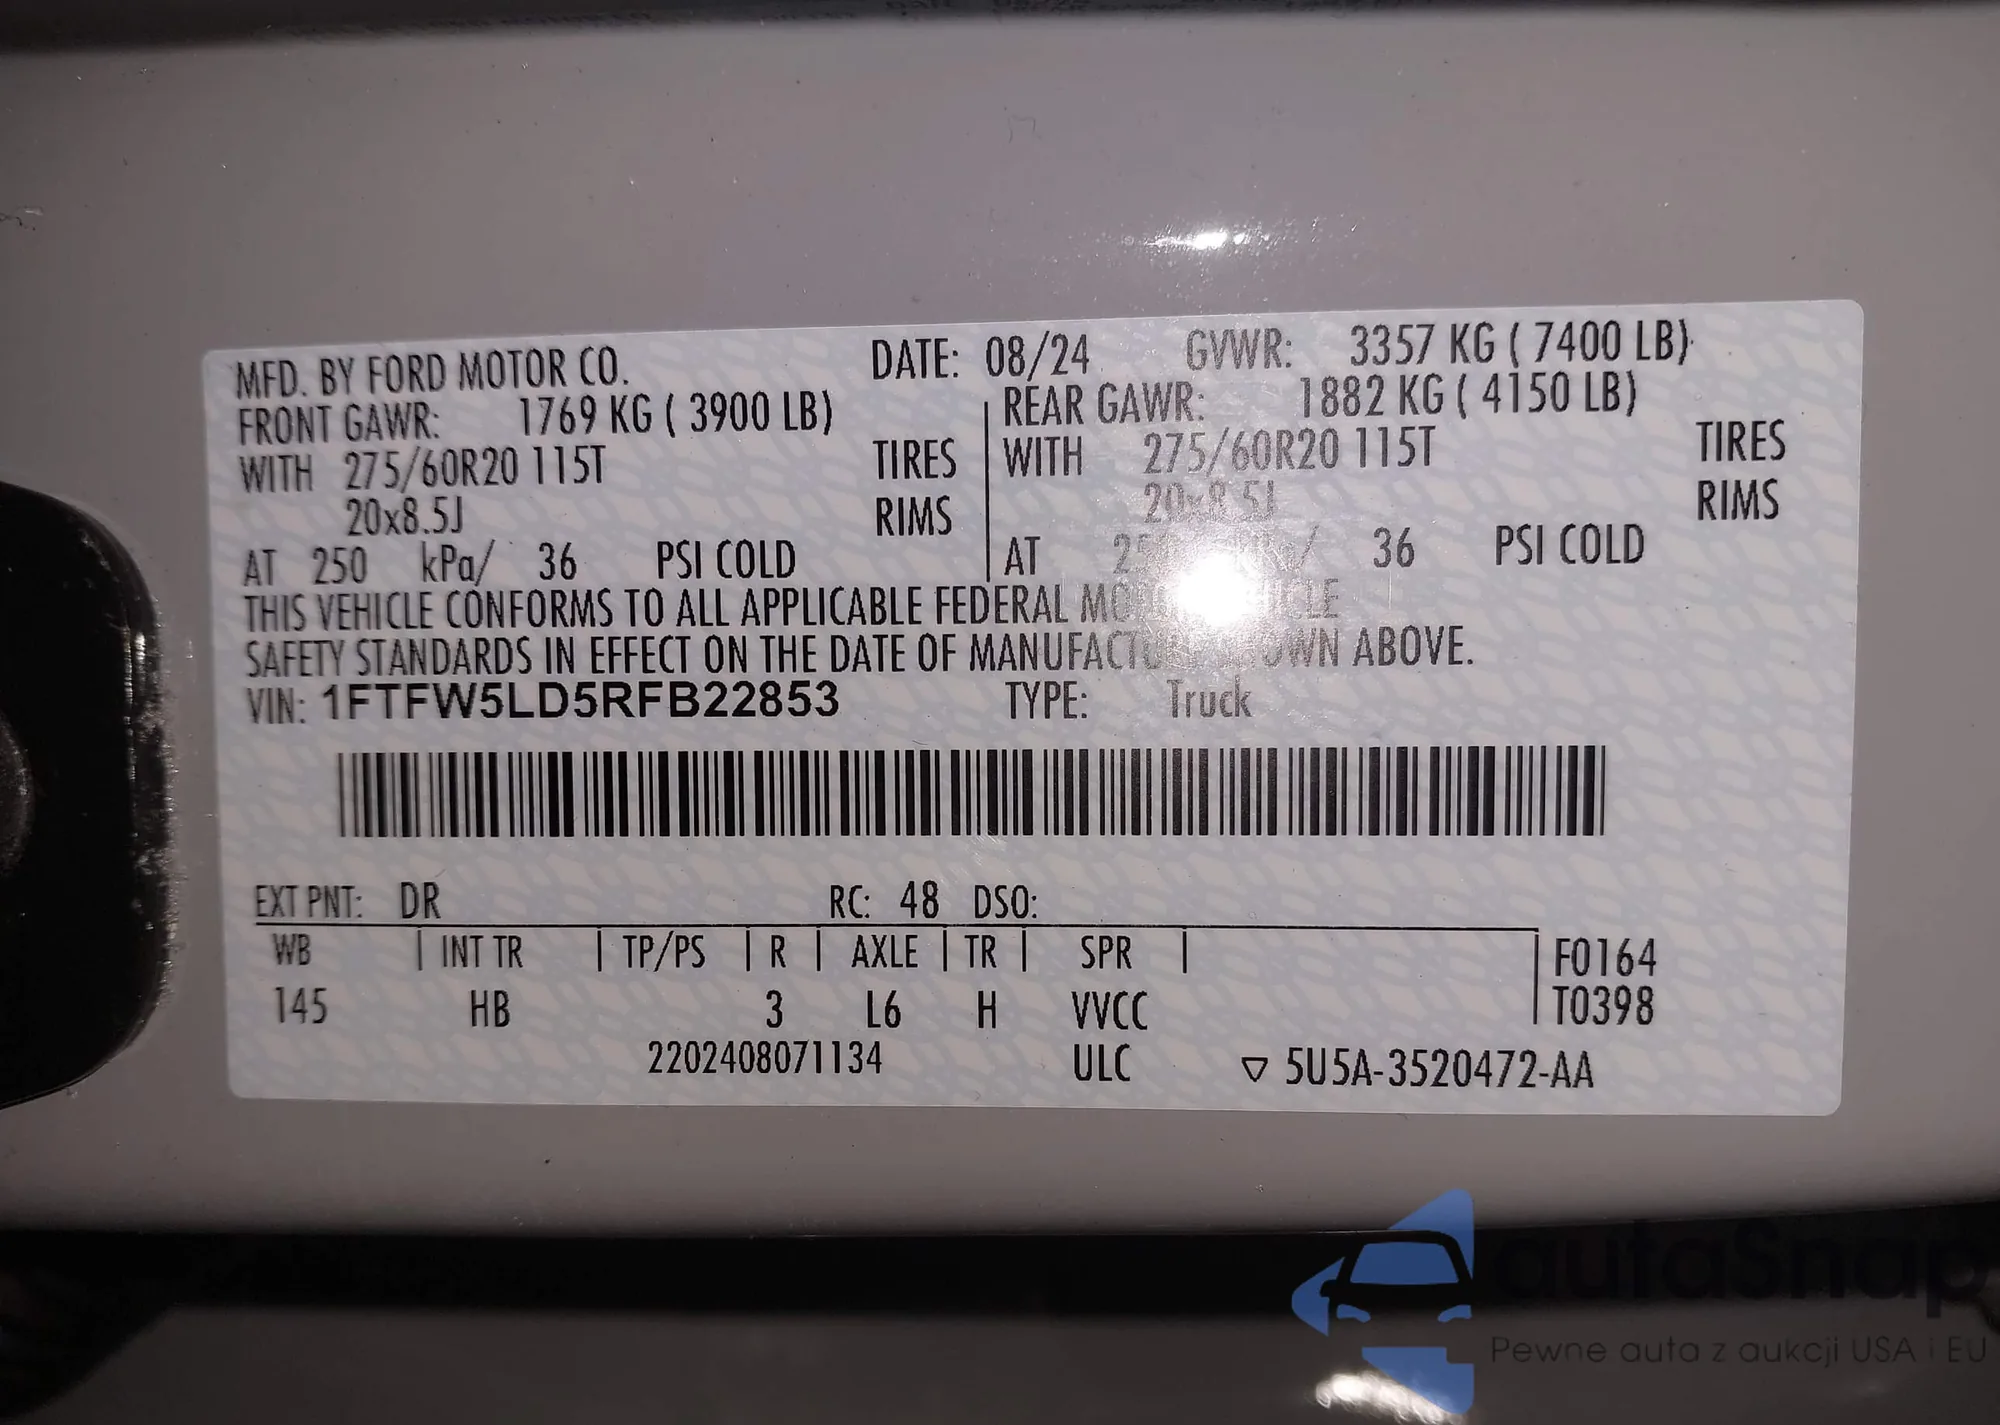 MFD. BY FORD MOTOR CO. DATE: 08/24 GVWR: 3357 KG ( 7400 LB)
FRONT GAWR: 1769 KG ( 3900 LB) REAR GAWR: 1882 KG ( 4150 LB)
WITH 275/60R20 115T TIRES WITH 275/60R20 115T TIRES
20x8.5J RIMS 20x8.5J RIMS
AT 250 kPa/ 36 PSI COLD AT 36 PSI COLD
THIS VEHICLE CONFORMS TO ALL APPLICABLE FEDERAL
SAFETY STANDARDS IN EFFECT ON THE DATE OF MANUFACTURE SHOWN ABOVE.
VIN: 1FTFW5LD5RFB22853 TYPE: Truck
EXT PNT: DR RC: 48 DSO:
WB INT TR TP/PS R AXLE TR SPR F0164
145 HB 3 L6 H VVCC T0398
2202408071134 ULC ▽ 5U5A-3520472-AA
autaSnap
Pewne auta z aukcji USA i EU